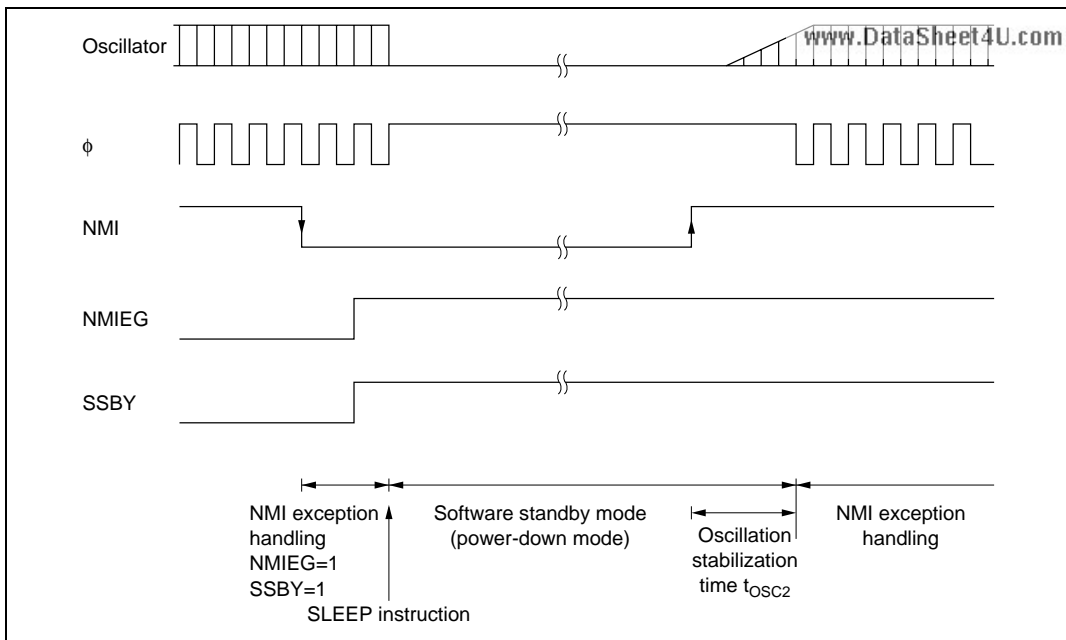 Oscillator
www.DataSheet4U.com
ϕ
NMI
NMIEG
SSBY
NMI exception
handling
NMIEG=1
SSBY=1
SLEEP instruction
Software standby mode
(power-down mode)
Oscillation
stabilization
time tOSC2
NMI exception
handling